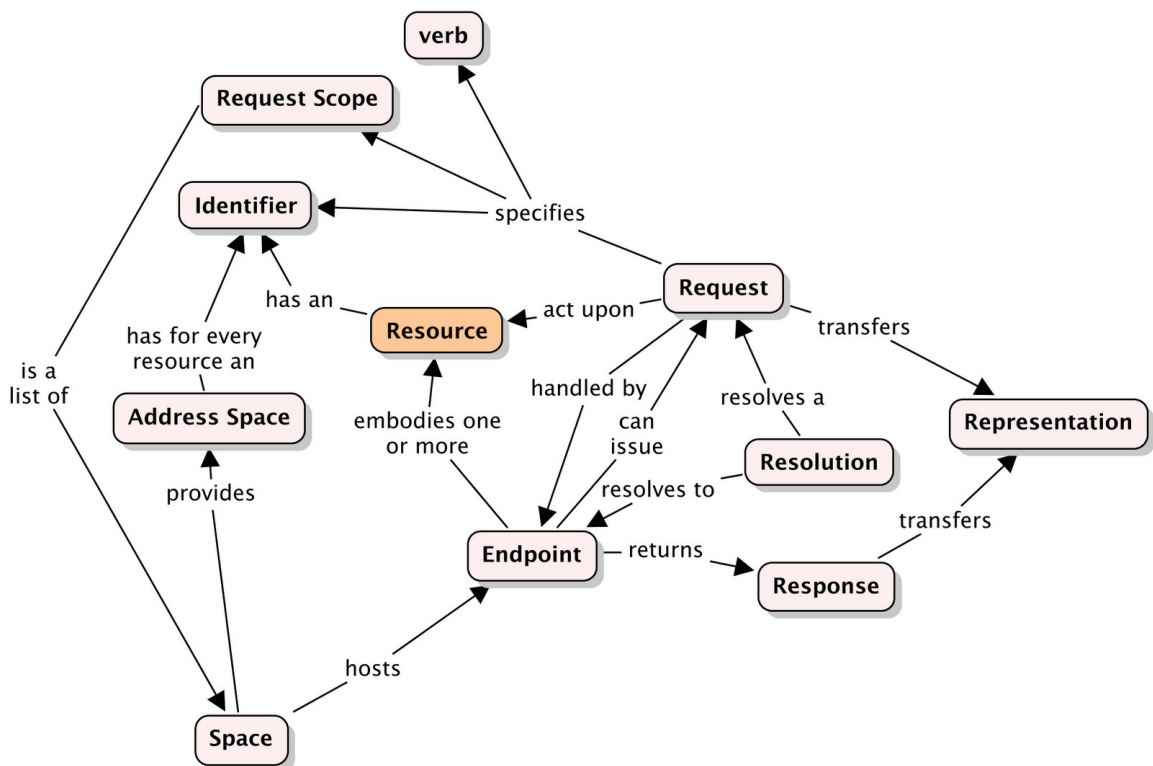 verb
Request Scope
Identifier
specifies
Request
has an
act upon
Resource
transfers
has for every
resource an
is a
list of
handled by
can
issue
resolves a
Address Space
embodies one
or more
Representation
Resolution
provides
resolves to
transfers
Endpoint
returns
Response
hosts
Space